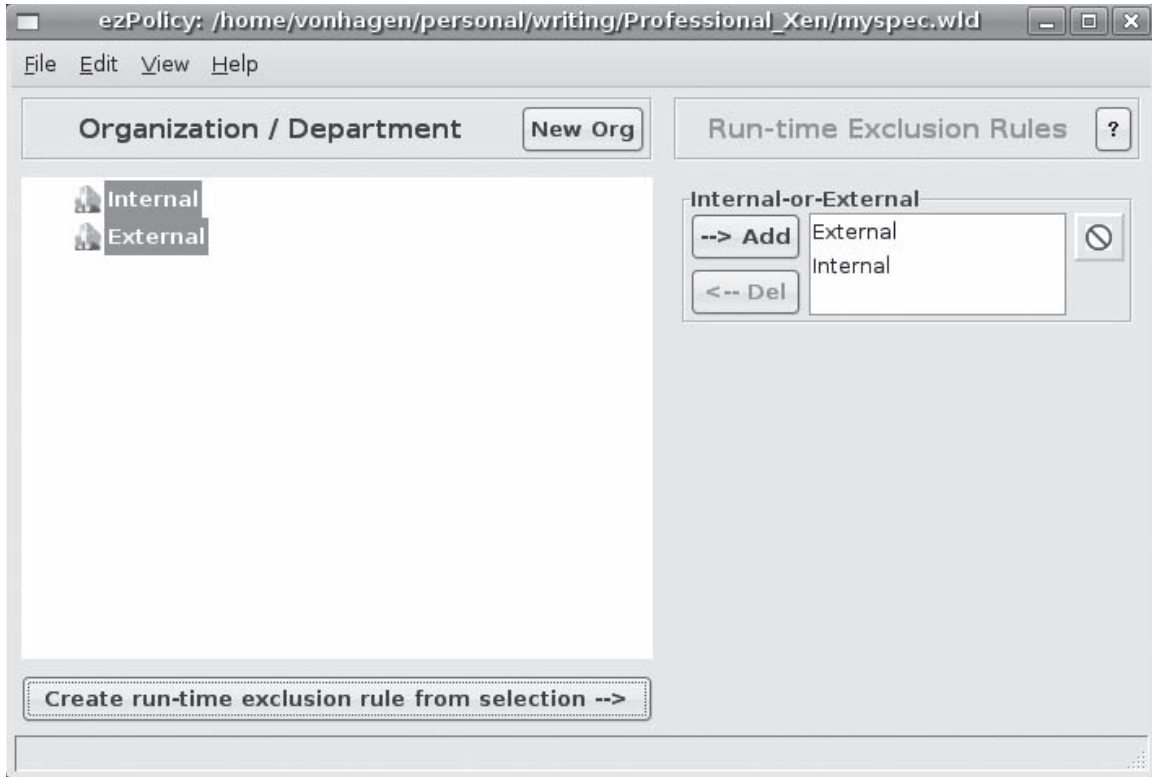 ezPolicy: /home/vonhagen/personal/writing/Professional_Xen/myspec.wld
File Edit View Help
Organization / Department
New Org
Internal
External
Create run-time exclusion rule from selection -->
Run-time Exclusion Rules
?
Internal-or-External
--> Add
<-- Del
External
Internal